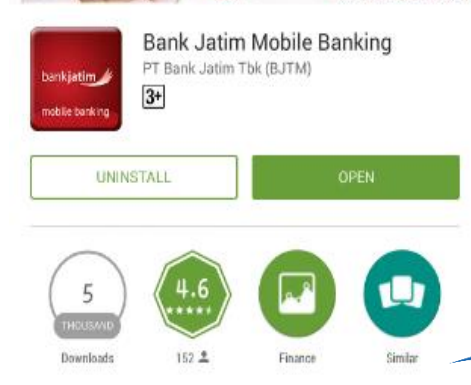 Bank Jatim Mobile Banking
PT Bank Jatim Tbk (BJTM)
3+
bankjatim
mobile banking
UNINSTALL
OPEN
5
THOUSAND
4.6
Downloads
152
Finance
Similar